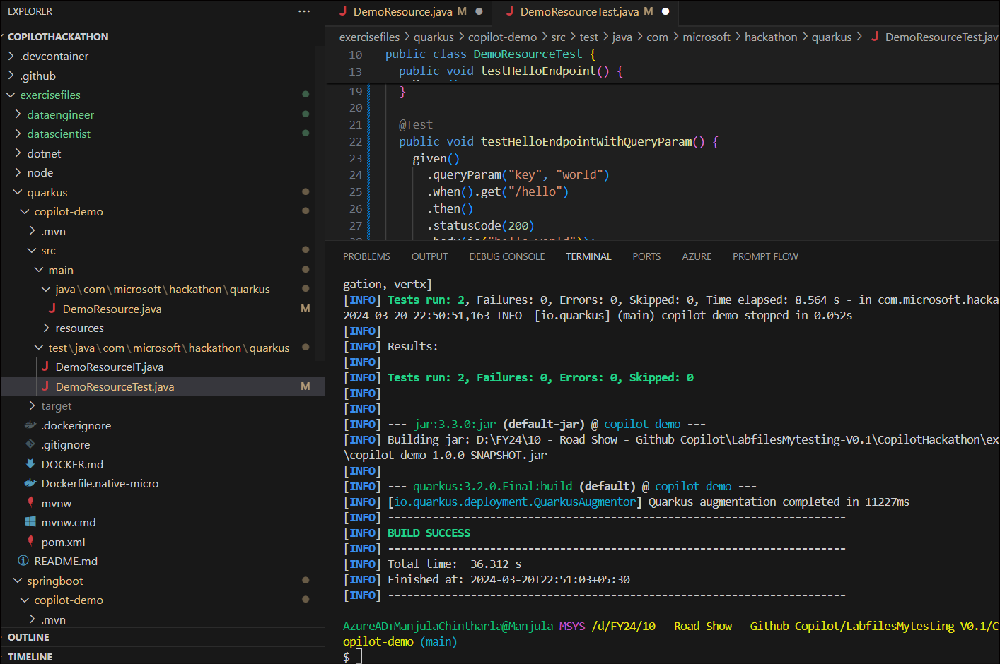 EXPLORER
...
COPILOTHACKATHON
.devcontainer
.github
exercisefiles
dataengineer
datascientist
dotnet
node
quarkus
copilot-demo
.mvn
src
main
java\com\microsoft\hackathon\quarkus
DemoResource.java M
resources
test\java\com\microsoft\hackathon\quarkus
DemoResourceIT.java
DemoResourceTest.java M
target
.dockerignore
.gitignore
DOCKER.md
Dockerfile.native-micro
mvnw
mvnw.cmd
pom.xml
README.md
springboot
copilot-demo
.mvn
OUTLINE
TIMELINE
DemoResource.java M DemoResourceTest.java M
exercisefiles > quarkus > copilot-demo > src > test > java > com > microsoft > hackathon > quarkus > DemoResourceTest.jav
10 public class DemoResourceTest {
13 public void testHelloEndpoint() {
19 }
20
21 @Test
22 public void testHelloEndpointWithQueryParam() {
23 given()
24 .queryParam("key", "world")
25 .when().get("/hello")
26 .then()
27 .statusCode(200)
28 .body(is("hello world"));
PROBLEMS OUTPUT DEBUG CONSOLE TERMINAL PORTS AZURE PROMPT FLOW
gation, vertx]
[INFO] Tests run: 2, Failures: 0, Errors: 0, Skipped: 0, Time elapsed: 8.564 s - in com.microsoft.hacka
2024-03-20 22:50:51,163 INFO [io.quarkus] (main) copilot-demo stopped in 0.052s
[INFO]
[INFO] Results:
[INFO]
[INFO] Tests run: 2, Failures: 0, Errors: 0, Skipped: 0
[INFO]
[INFO]
[INFO] --- jar:3.3.0:jar (default-jar) @ copilot-demo ---
[INFO] Building jar: D:\FY24\10 - Road Show - Github Copilot\LabfilesMytesting-V0.1\CopilotHackathon\ex
\copilot-demo-1.0.0-SNAPSHOT.jar
[INFO]
[INFO] --- quarkus:3.2.0.Final:build (default) @ copilot-demo ---
[INFO] [io.quarkus.deployment.QuarkusAugmentor] Quarkus augmentation completed in 11227ms
[INFO] ------------------------------------------------------------------------
[INFO] BUILD SUCCESS
[INFO] ------------------------------------------------------------------------
[INFO] Total time:  36.312 s
[INFO] Finished at: 2024-03-20T22:51:03+05:30
[INFO] ------------------------------------------------------------------------
AzureAD+ManjulaChintharla@Manjula MSYS /d/FY24/10 - Road Show - Github Copilot/LabfilesMytesting-V0.1/C
opilot-demo (main)
$